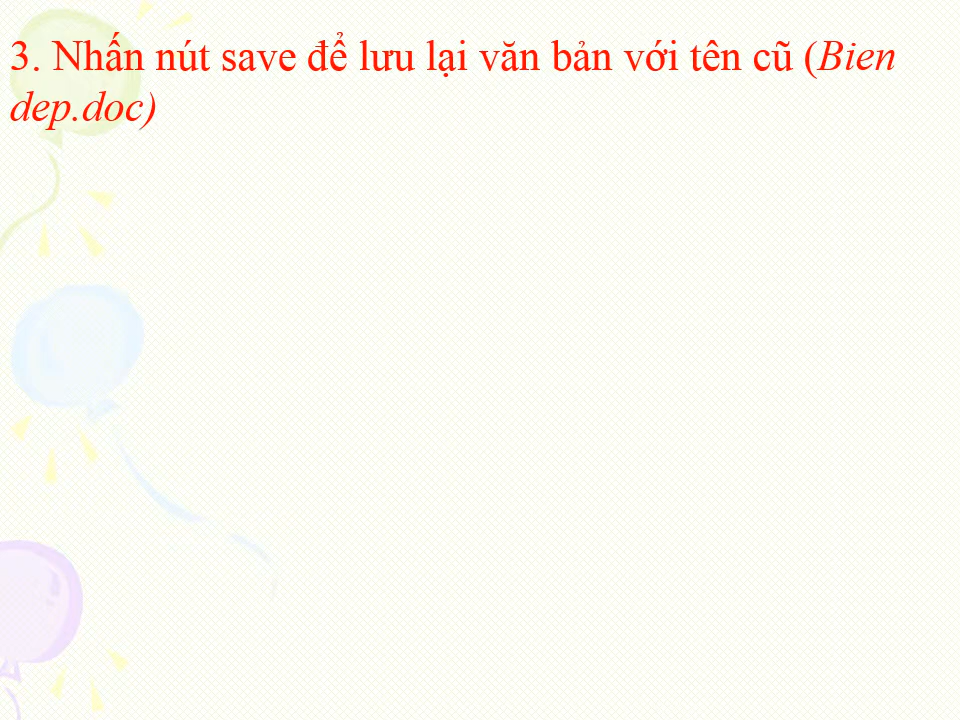 3. Nhấn nút save để lưu lại văn bản với tên cũ (Bien
dep.doc)